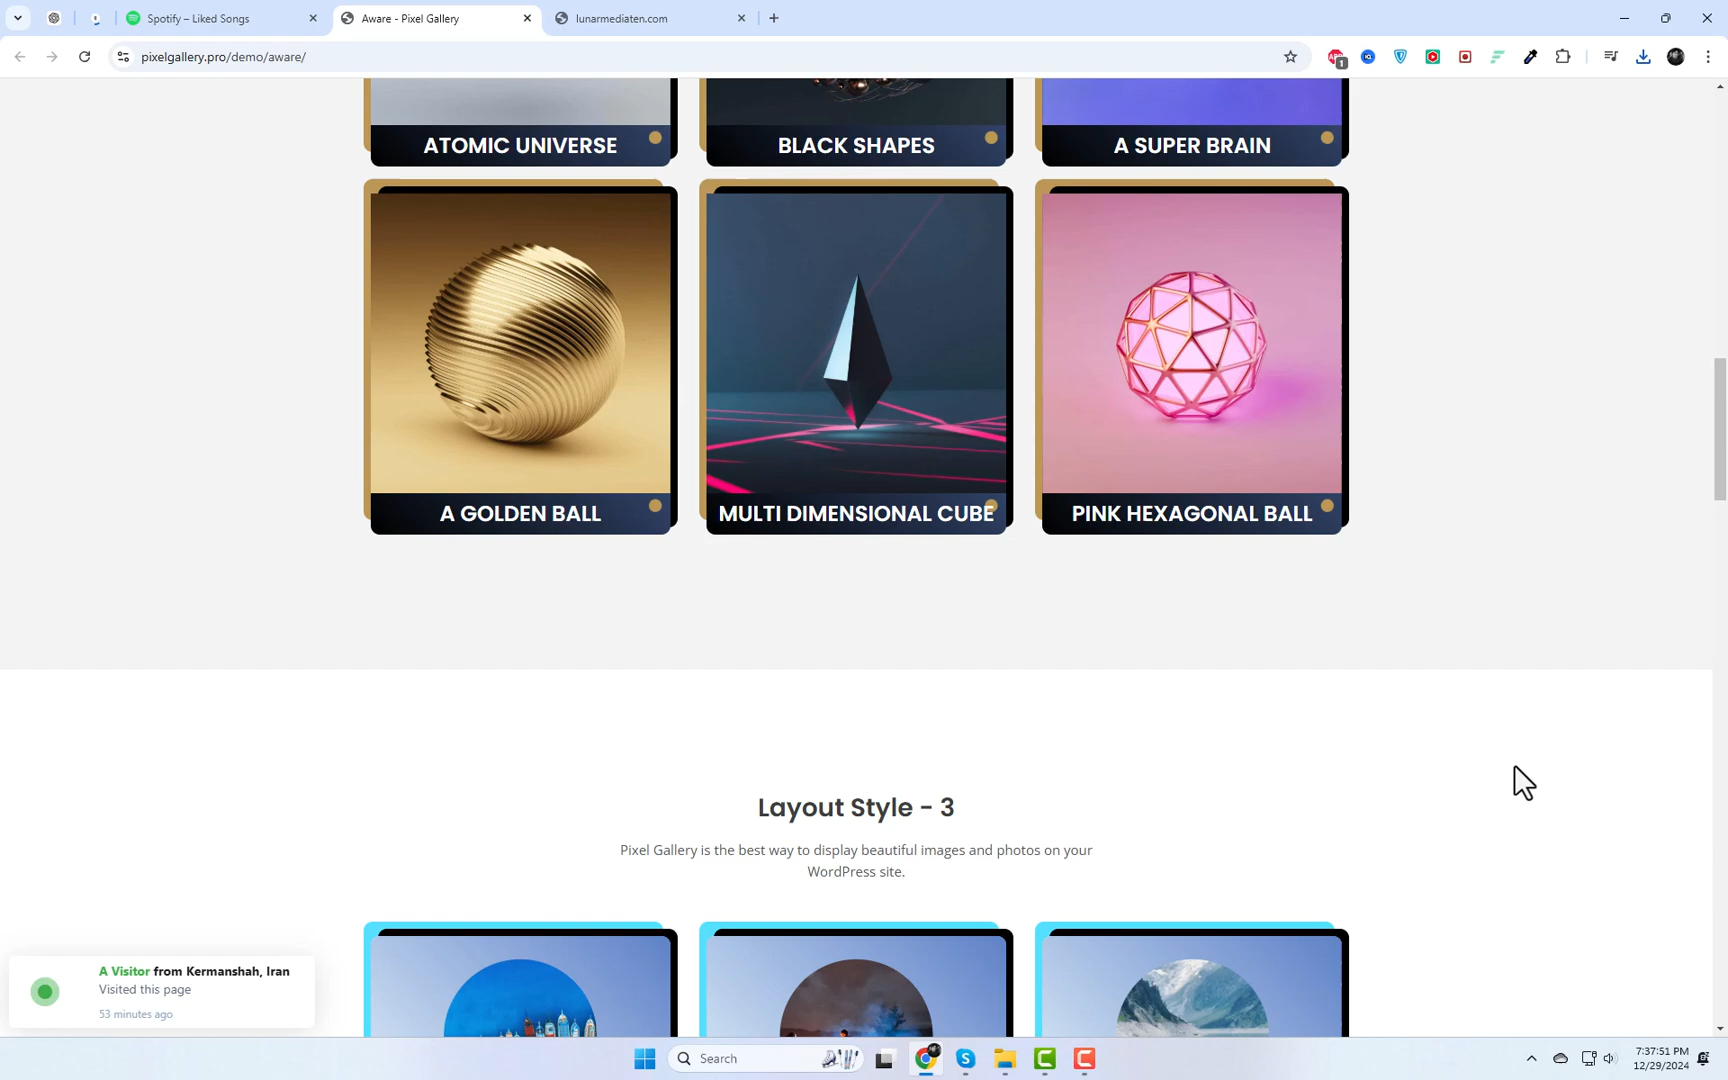 Spotify – Liked Songs
Aware - Pixel Gallery
lunarmediaten.com
pixelgallery.pro/demo/aware/
1
ATOMIC UNIVERSE
BLACK SHAPES
A SUPER BRAIN
A GOLDEN BALL
MULTI DIMENSIONAL CUBE
PINK HEXAGONAL BALL
Layout Style - 3
Pixel Gallery is the best way to display beautiful images and photos on your
WordPress site.
A Visitor from Kermanshah, Iran
Visited this page
53 minutes ago
Search
7:37:51 PM
12/29/2024